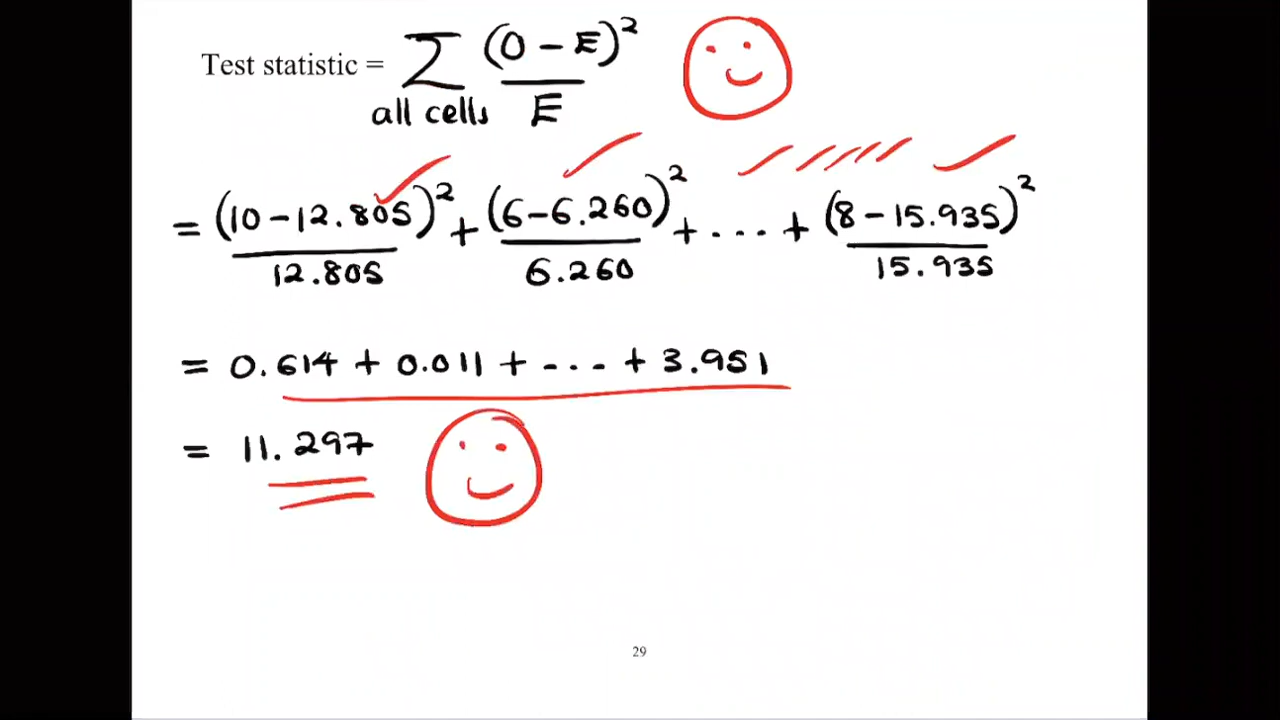 Test statistic = Σ (O - E)² / E
all cells
= (10 - 12.805)² / 12.805 + (6 - 6.260)² / 6.260 + ... + (8 - 15.935)² / 15.935
= 0.614 + 0.011 + ... + 3.951
= 11.297
29